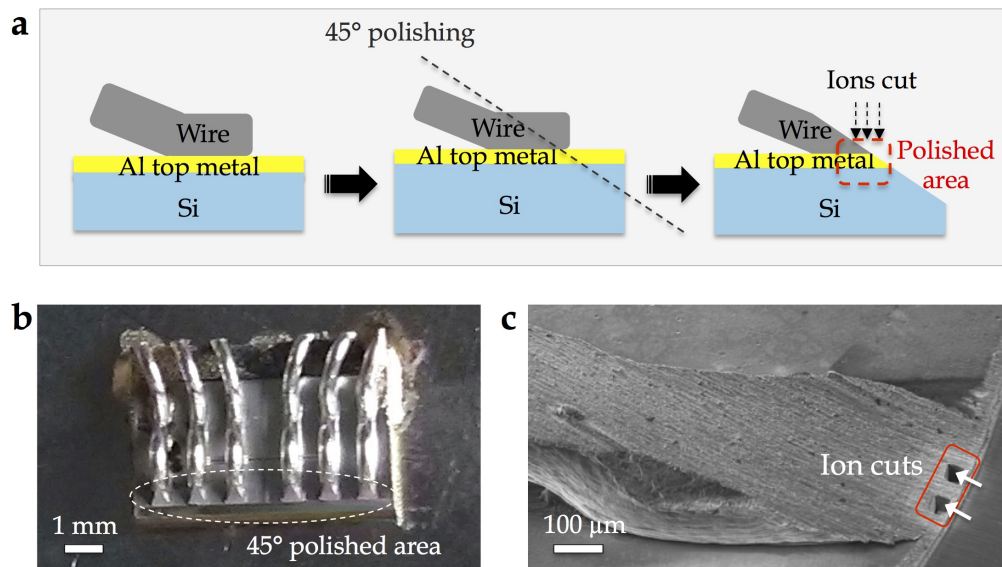 a
45° polishing
Ions cut
Wire
Wire
Wire
Al top metal
Al top metal
Al top metal
Polished
area
Si
Si
Si
b
c
Ion cuts
1 mm
45° polished area
100 μm